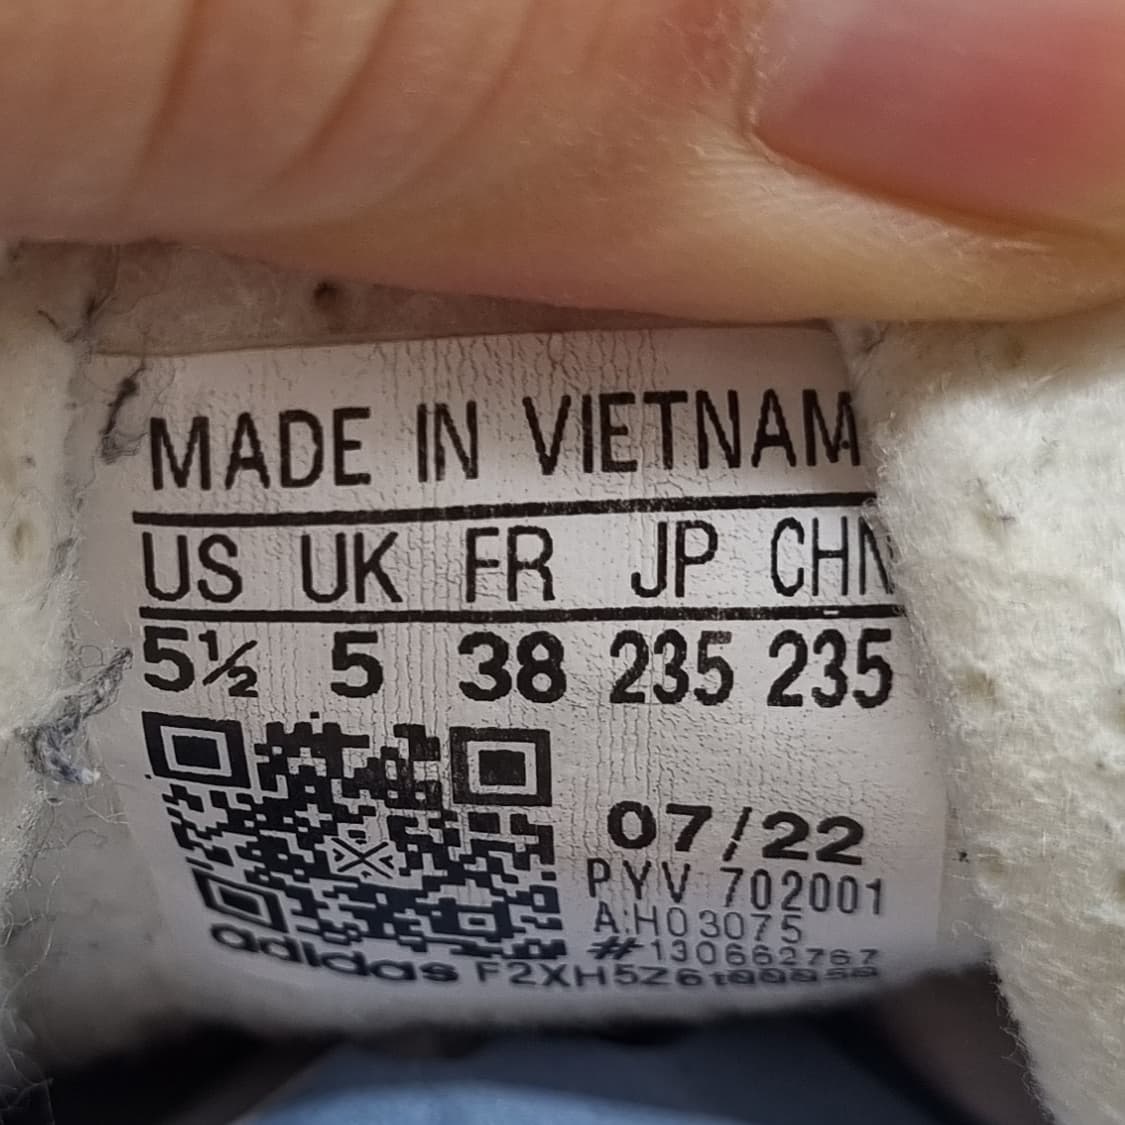 MADE IN VIETNAM
US UK FR JP CHN
5½ 5 38 235 235
07/22
PYV 702001
A:H03075
#130662767
adidas